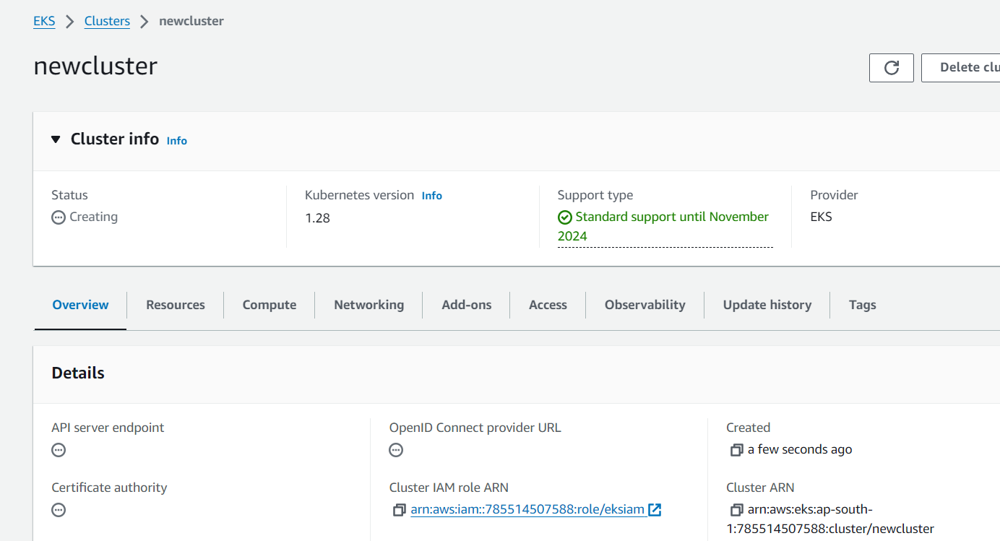 EKS > Clusters > newcluster
newcluster
Delete clu
Cluster info Info
Status
Creating
Kubernetes version Info
1.28
Support type
Standard support until November
2024
Provider
EKS
Overview
Resources
Compute
Networking
Add-ons
Access
Observability
Update history
Tags
Details
API server endpoint
Certificate authority
OpenID Connect provider URL
Cluster IAM role ARN
arn:aws:iam::785514507588:role/eksiam
Created
a few seconds ago
Cluster ARN
arn:aws:eks:ap-south-
1:785514507588:cluster/newcluster